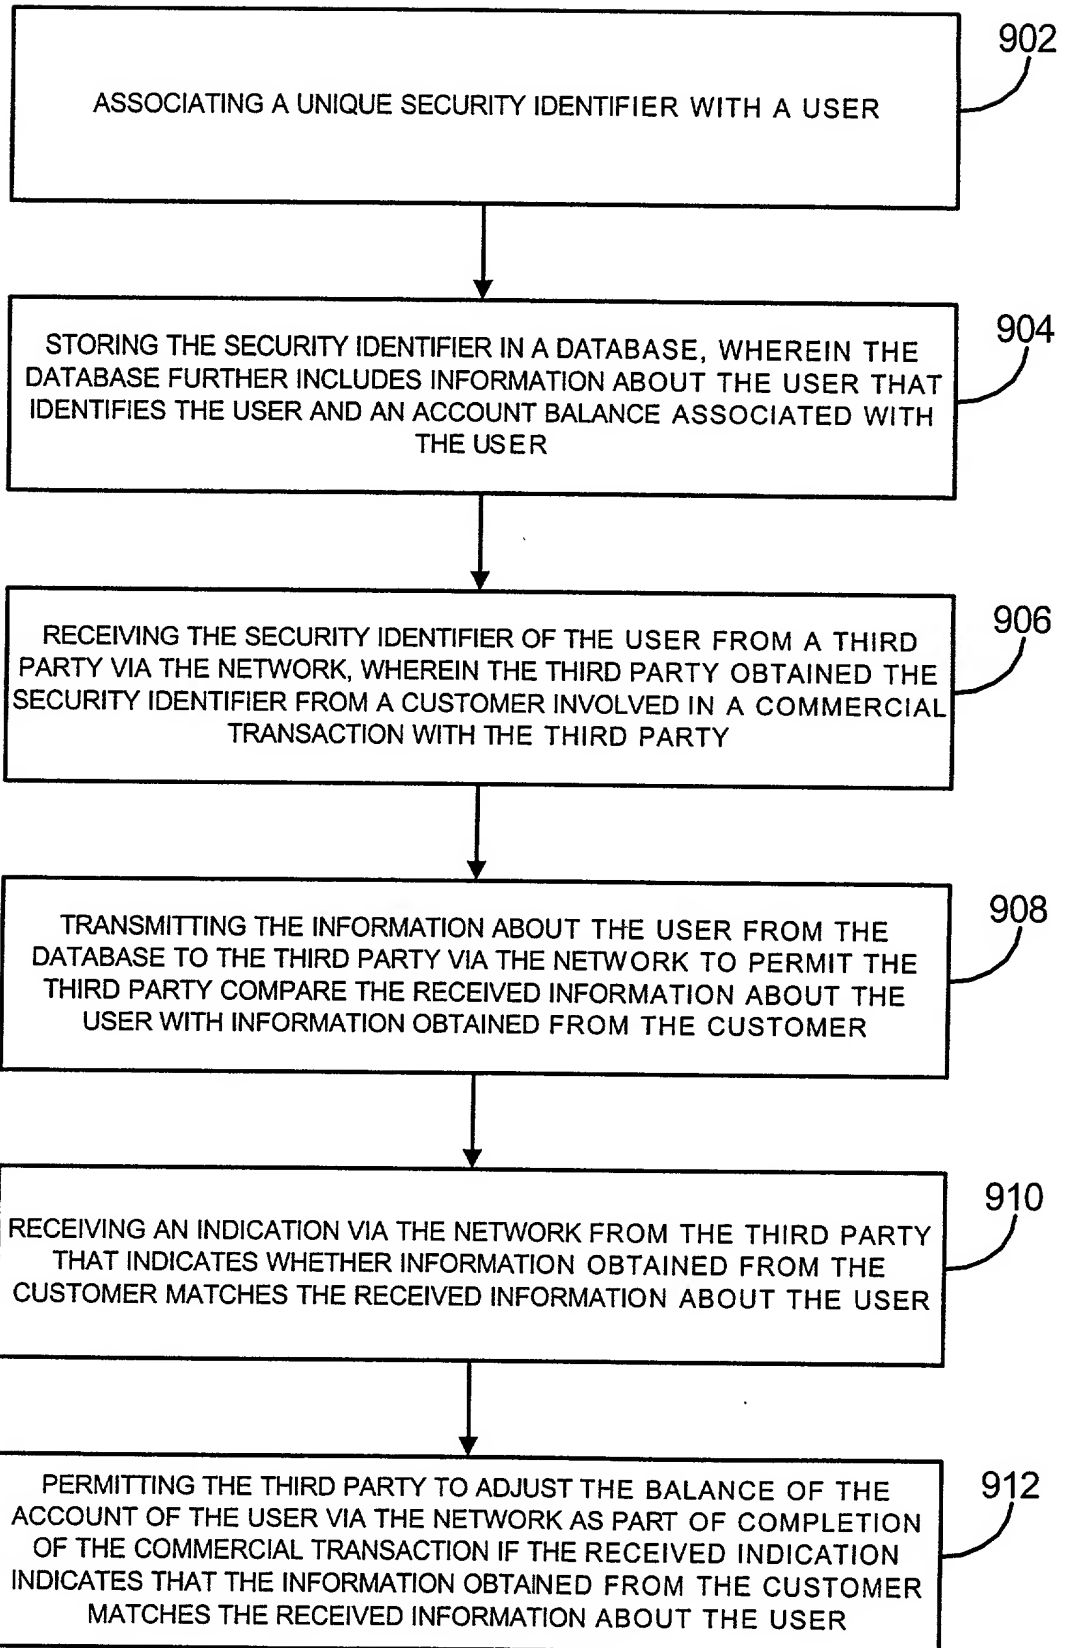 902
ASSOCIATING A UNIQUE SECURITY IDENTIFIER WITH A USER
904
STORING THE SECURITY IDENTIFIER IN A DATABASE, WHEREIN THE
DATABASE FURTHER INCLUDES INFORMATION ABOUT THE USER THAT
IDENTIFIES THE USER AND AN ACCOUNT BALANCE ASSOCIATED WITH
THE USER
906
RECEIVING THE SECURITY IDENTIFIER OF THE USER FROM A THIRD
PARTY VIA THE NETWORK, WHEREIN THE THIRD PARTY OBTAINED THE
SECURITY IDENTIFIER FROM A CUSTOMER INVOLVED IN A COMMERCIAL
TRANSACTION WITH THE THIRD PARTY
908
TRANSMITTING THE INFORMATION ABOUT THE USER FROM THE
DATABASE TO THE THIRD PARTY VIA THE NETWORK TO PERMIT THE
THIRD PARTY COMPARE THE RECEIVED INFORMATION ABOUT THE
USER WITH INFORMATION OBTAINED FROM THE CUSTOMER
910
RECEIVING AN INDICATION VIA THE NETWORK FROM THE THIRD PARTY
THAT INDICATES WHETHER INFORMATION OBTAINED FROM THE
CUSTOMER MATCHES THE RECEIVED INFORMATION ABOUT THE USER
912
PERMITTING THE THIRD PARTY TO ADJUST THE BALANCE OF THE
ACCOUNT OF THE USER VIA THE NETWORK AS PART OF COMPLETION
OF THE COMMERCIAL TRANSACTION IF THE RECEIVED INDICATION
INDICATES THAT THE INFORMATION OBTAINED FROM THE CUSTOMER
MATCHES THE RECEIVED INFORMATION ABOUT THE USER